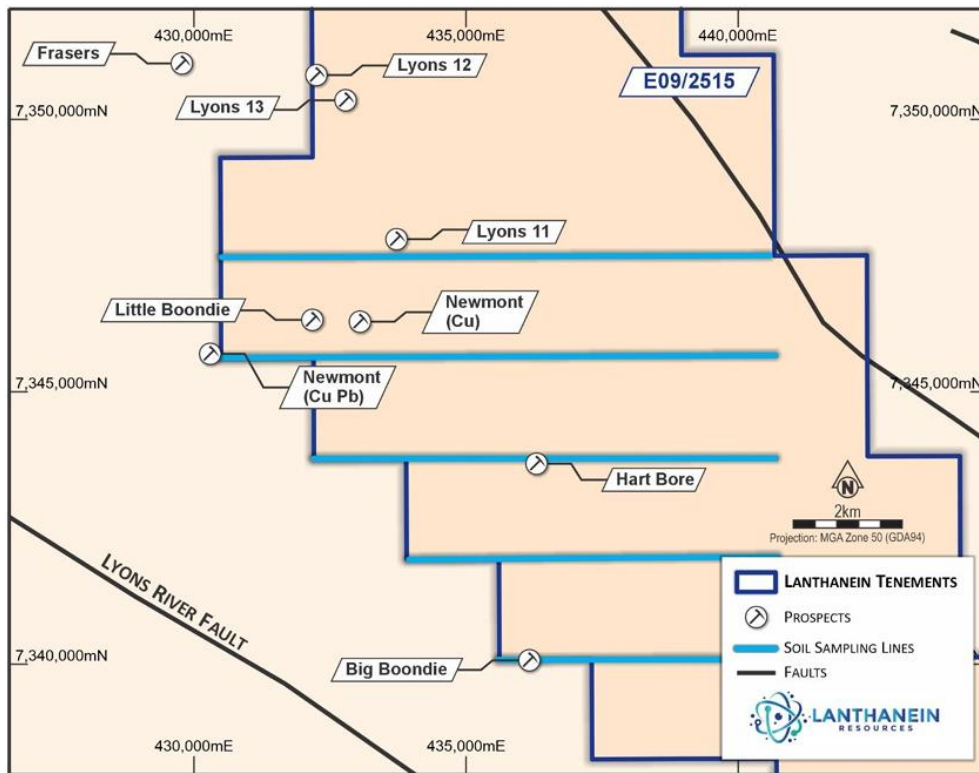 430,000mE
435,000mE
440,000mE
Frasers
Lyons 12
E09/2515
Lyons 13
7,350,000mN
7,350,000mN
Lyons 11
Little Boondie
Newmont
(Cu)
Newmont
(Cu Pb)
7,345,000mN
7,345,000mN
Hart Bore
N
2km
Projection: MGA Zone 50 (GDA94)
LYONS RIVER FAULT
LANTHANEIN TENEMENTS
PROSPECTS
SOIL SAMPLING LINES
FAULTS
7,340,000mN
Big Boondie
LANTHANEIN
RESOURCES
430,000mE
435,000mE